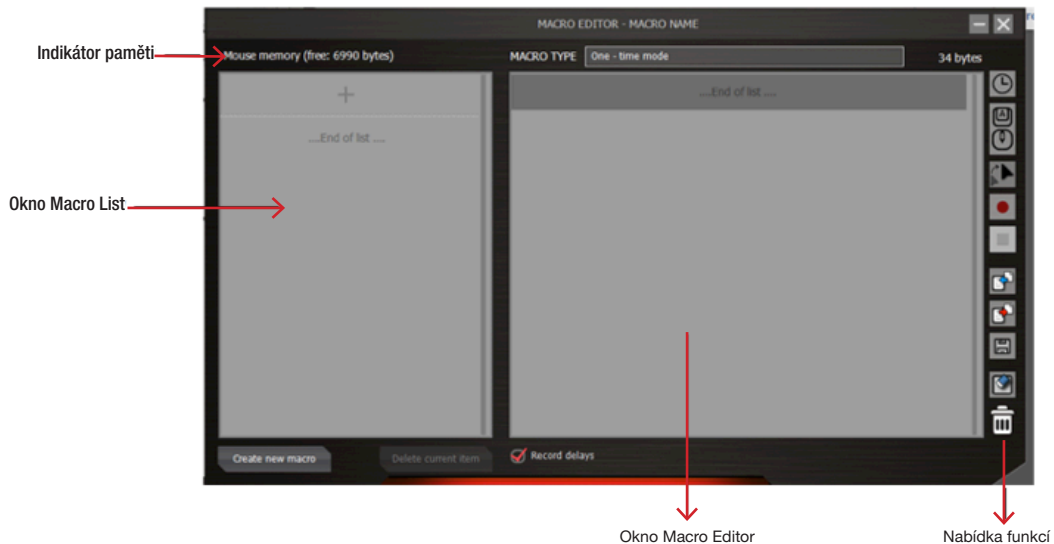 MACRO EDITOR - MACRO NAME
Indikátor paměti
Mouse memory (free: 6990 bytes)
MACRO TYPE
One - time mode
34 bytes
....End of list ....
....End of list ....
Okno Macro List
Create new macro
Delete current item
Record delays
Okno Macro Editor
Nabídka funkcí